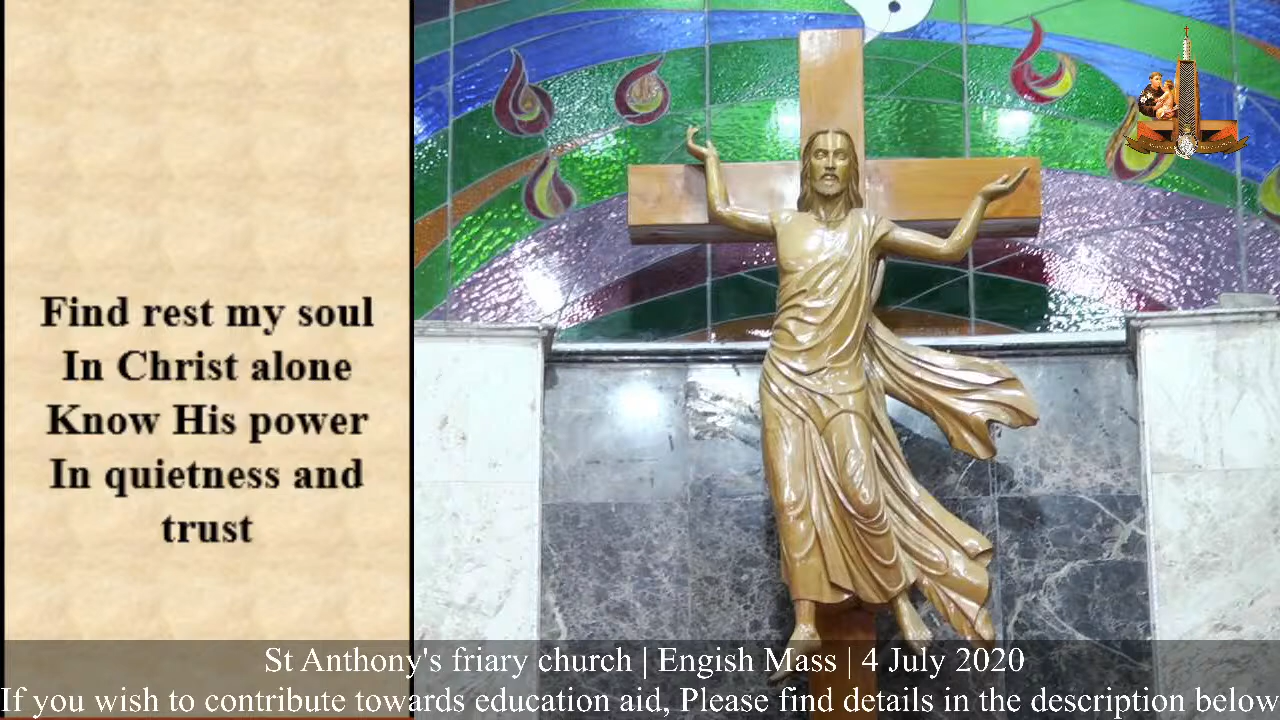 Find rest my soul
In Christ alone
Know His power
In quietness and
trust
St Anthony's friary church | Engish Mass | 4 July 2020
If you wish to contribute towards education aid, Please find details in the description below